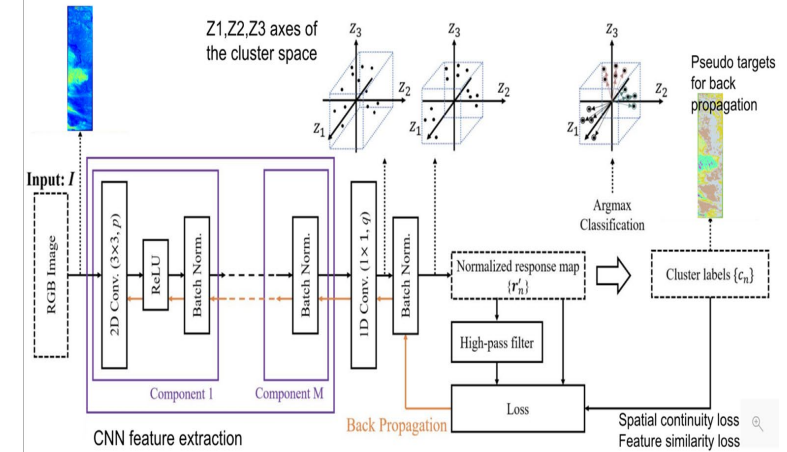 Z1,Z2,Z3 axes of
the cluster space
Z3
Z2
Z1
Z3
Z2
Z1
Z3
Z2
Z1
Pseudo targets
for back
propagation
Input: I
RGB Image
2D Conv. (3×3, p)
ReLU
Batch Norm.
Batch Norm.
1D Conv. (1×1, q)
Batch Norm.
Argmax
Classification
Normalized response map
{r′n}
Cluster labels {cn}
High-pass filter
Loss
Component 1
Component M
Back Propagation
CNN feature extraction
Spatial continuity loss
Feature similarity loss